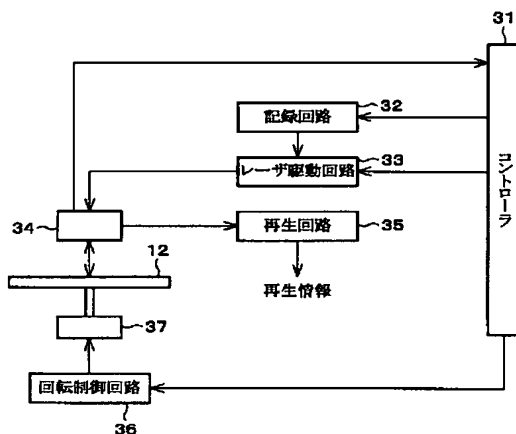 31
記録回路
32
レーザ駆動回路
33
コントローラ
34
再生回路
35
12
再生情報
37
回転制御回路
36